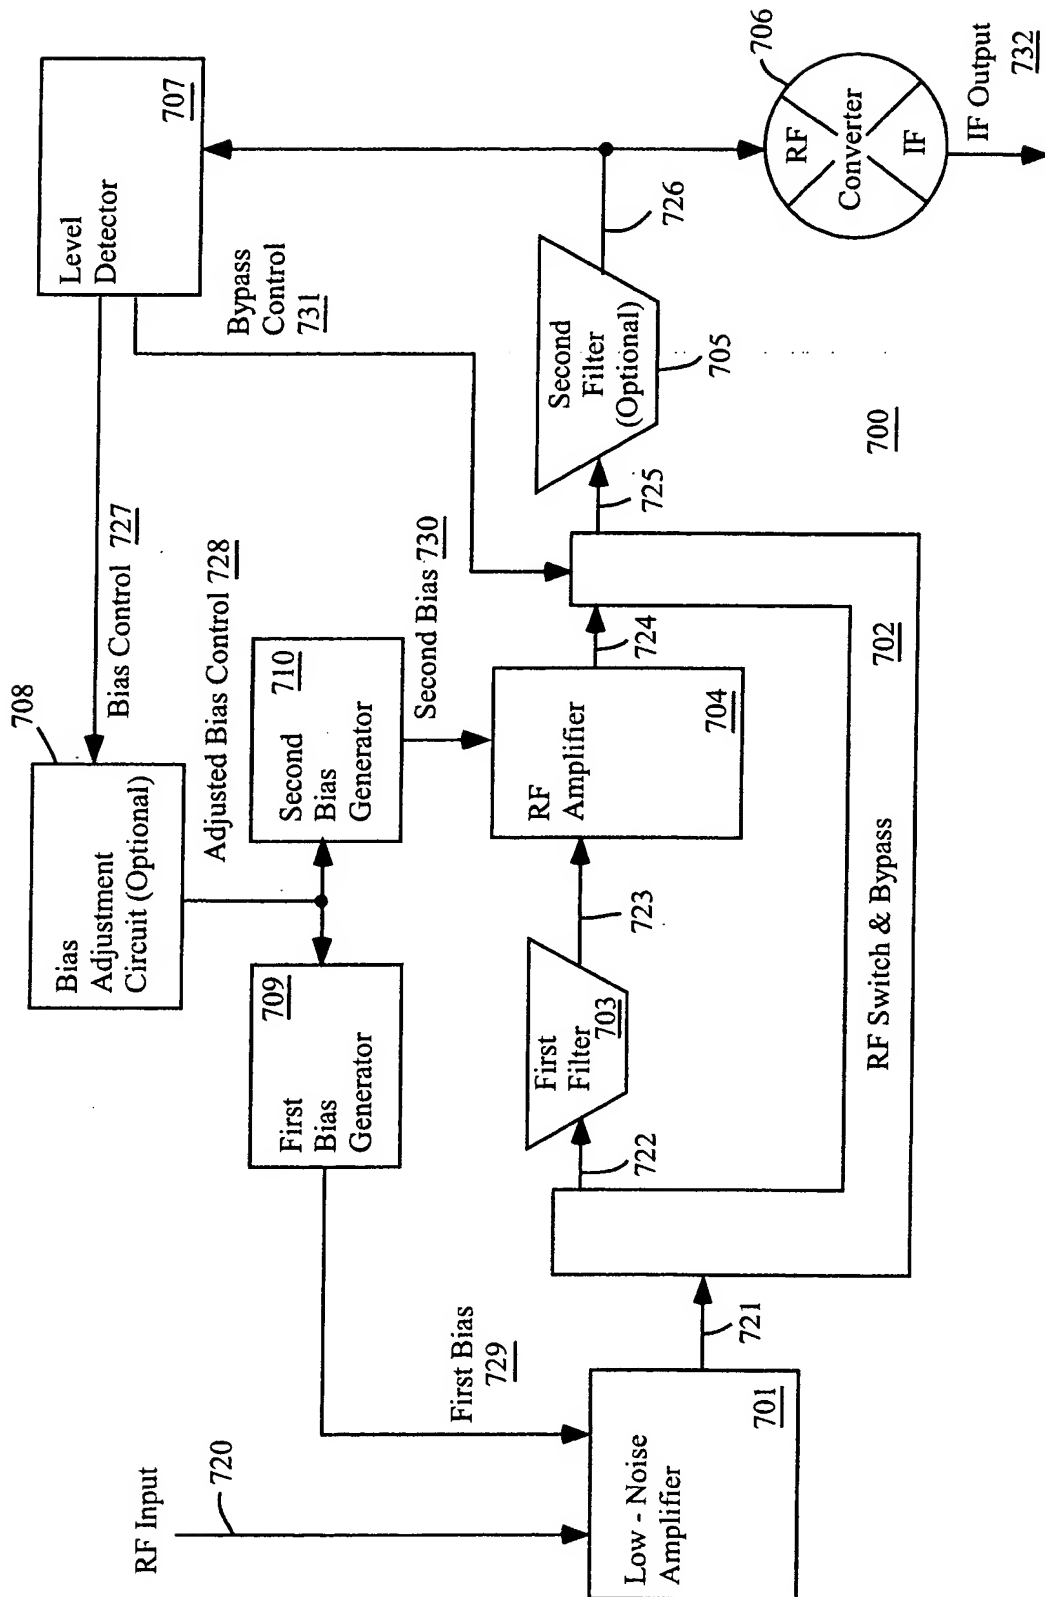 RF Input
720
Low - Noise
Amplifier
701
First Bias
729
721
First Bias
Generator
709
Bias
Adjustment
Circuit (Optional)
708
Bias Control 727
Adjusted Bias Control 728
Second
Bias
Generator
710
Second Bias 730
Level
Detector
707
Bypass
Control
731
722
First
Filter
703
723
RF
Amplifier
704
724
RF Switch & Bypass
702
725
Second
Filter
(Optional)
705
726
RF
Converter
IF
706
IF Output
732
700